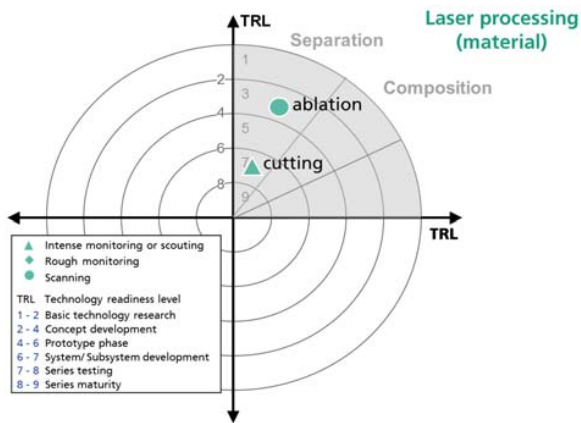 TRL
Laser processing
(material)
Separation
Composition
1
2
3
4
5
6
7
8
9
ablation
cutting
TRL
Intense monitoring or scouting
Rough monitoring
Scanning
TRL Technology readiness level
1 - 2 Basic technology research
2 - 4 Concept development
4 - 6 Prototype phase
6 - 7 System/ Subsystem development
7 - 8 Series testing
8 - 9 Series maturity